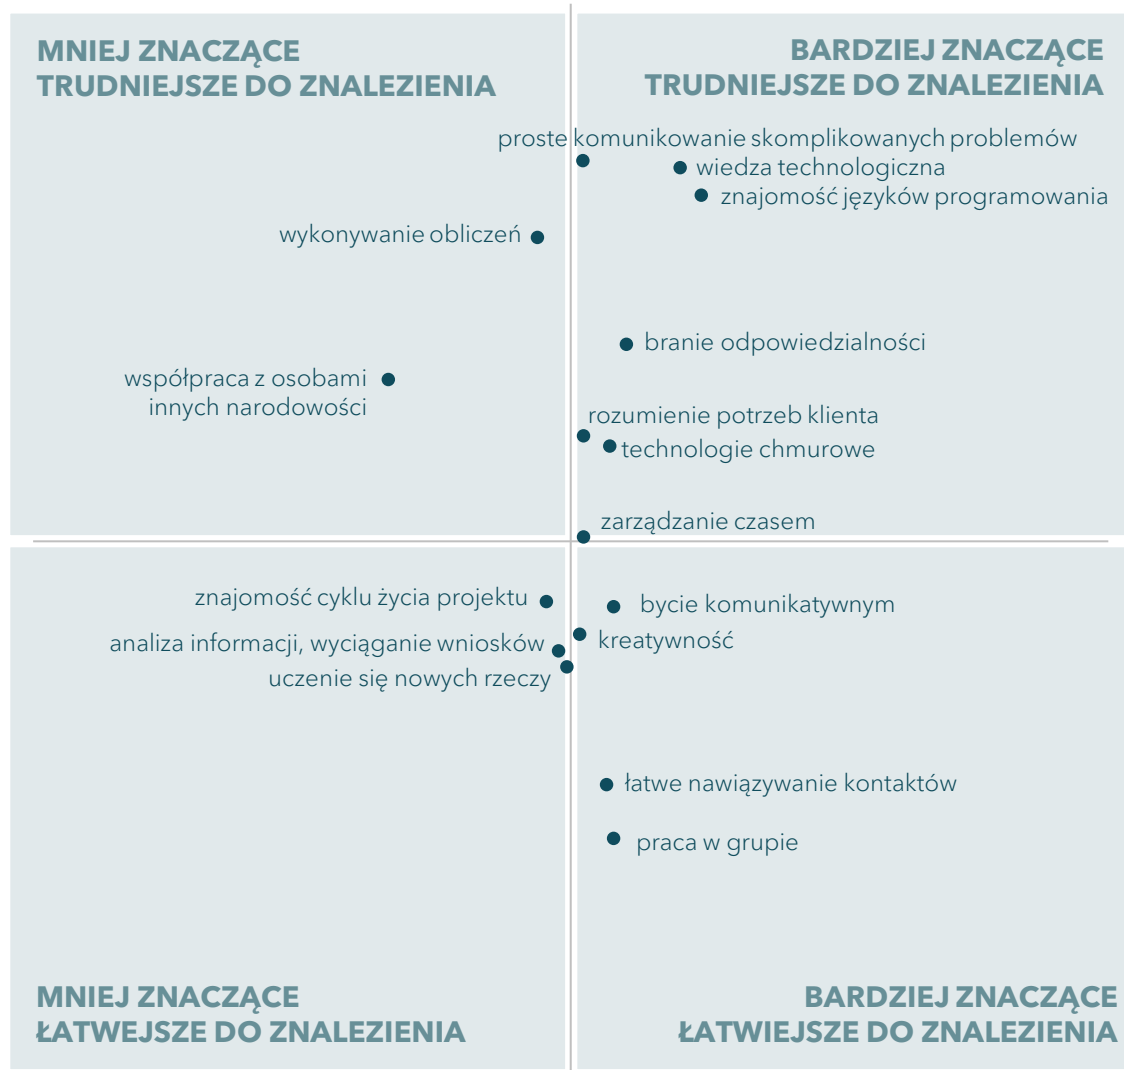 MNIEJ ZNACZĄCE
TRUDNIEJSZE DO ZNALEZIENIA
BARDZIEJ ZNACZĄCE
TRUDNIEJSZE DO ZNALEZIENIA
proste komunikowanie skomplikowanych problemów
wiedza technologiczna
znajomość języków programowania
wykonywanie obliczeń
branie odpowiedzialności
współpraca z osobami
innych narodowości
rozumienie potrzeb klienta
technologie chmurowe
zarządzanie czasem
znajomość cyklu życia projektu
bycie komunikatywnym
analiza informacji, wyciąganie wniosków
kreatywność
uczenie się nowych rzeczy
łatwe nawiązywanie kontaktów
praca w grupie
MNIEJ ZNACZĄCE
ŁATWEJSZE DO ZNALEZIENIA
BARDZIEJ ZNACZĄCE
ŁATWIEJSZE DO ZNALEZIENIA